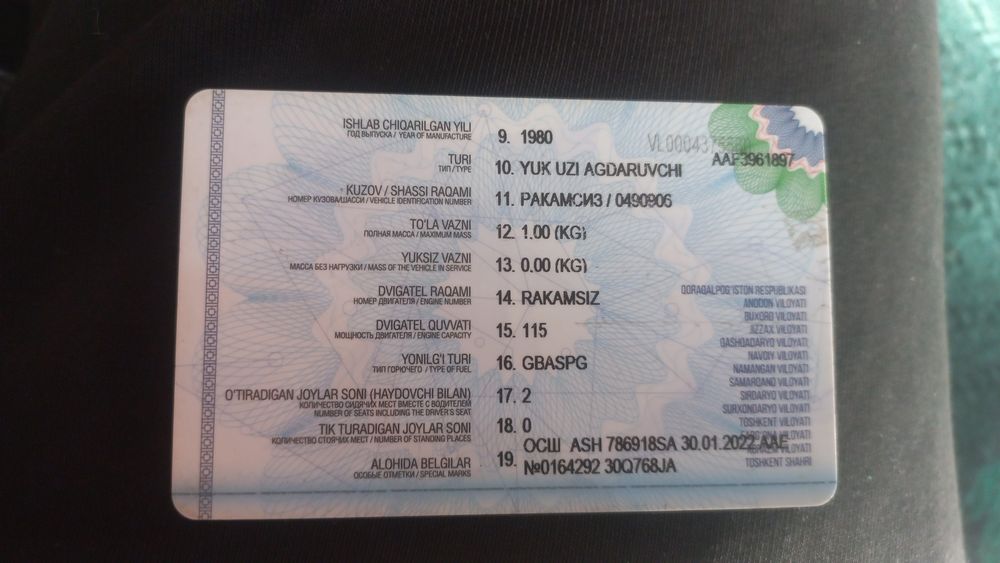 ISHLAB CHIQARILGAN YILI
ГОД ВЫПУСКА / YEAR OF MANUFACTURE
9. 1980
AAF3961897
TURI
ТИП / TYPE
10. YUK UZI AGDARUVCHI
KUZOV / SHASSI RAQAMI
НОМЕР КУЗОВА/ШАССИ / VEHICLE IDENTIFICATION NUMBER
11. РАКАМСИЗ / 0490906
TO'LA VAZNI
ПОЛНАЯ МАССА / MAXIMUM MASS
12. 1.00 (KG)
YUKSIZ VAZNI
МАССА БЕЗ НАГРУЗКИ / MASS OF THE VEHICLE IN SERVICE
13. 0.00 (KG)
DVIGATEL RAQAMI
НОМЕР ДВИГАТЕЛЯ / ENGINE NUMBER
14. RAKAMSIZ
DVIGATEL QUVVATI
МОЩНОСТЬ ДВИГАТЕЛЯ / ENGINE CAPACITY
15. 115
YONILG'I TURI
ТИП ГОРЮЧЕГО / TYPE OF FUEL
16. GBASPG
O'TIRADIGAN JOYLAR SONI (HAYDOVCHI BILAN)
КОЛИЧЕСТВО СИДЯЧИХ МЕСТ ВМЕСТЕ С ВОДИТЕЛЕМ
NUMBER OF SEATS INCLUDING THE DRIVER'S SEAT
17. 2
TIK TURADIGAN JOYLAR SONI
КОЛИЧЕСТВО СТОЯЧИХ МЕСТ / NUMBER OF STANDING PLACES
18. 0
ALOHIDA BELGILAR
ОСОБЫЕ ОТМЕТКИ / SPECIAL MARKS
19. ОСШ ASH 786918SA 30.01.2022 AAF
№0164292 30Q768JA
QORAQALPOG'ISTON RESPUBLIKASI
ANDIJON VILOYATI
BUXORO VILOYATI
JIZZAX VILOYATI
QASHQADARYO VILOYATI
NAVOIY VILOYATI
NAMANGAN VILOYATI
SAMARQAND VILOYATI
SIRDARYO VILOYATI
SURXONDARYO VILOYATI
TOSHKENT VILOYATI
TOSHKENT SHAHRI